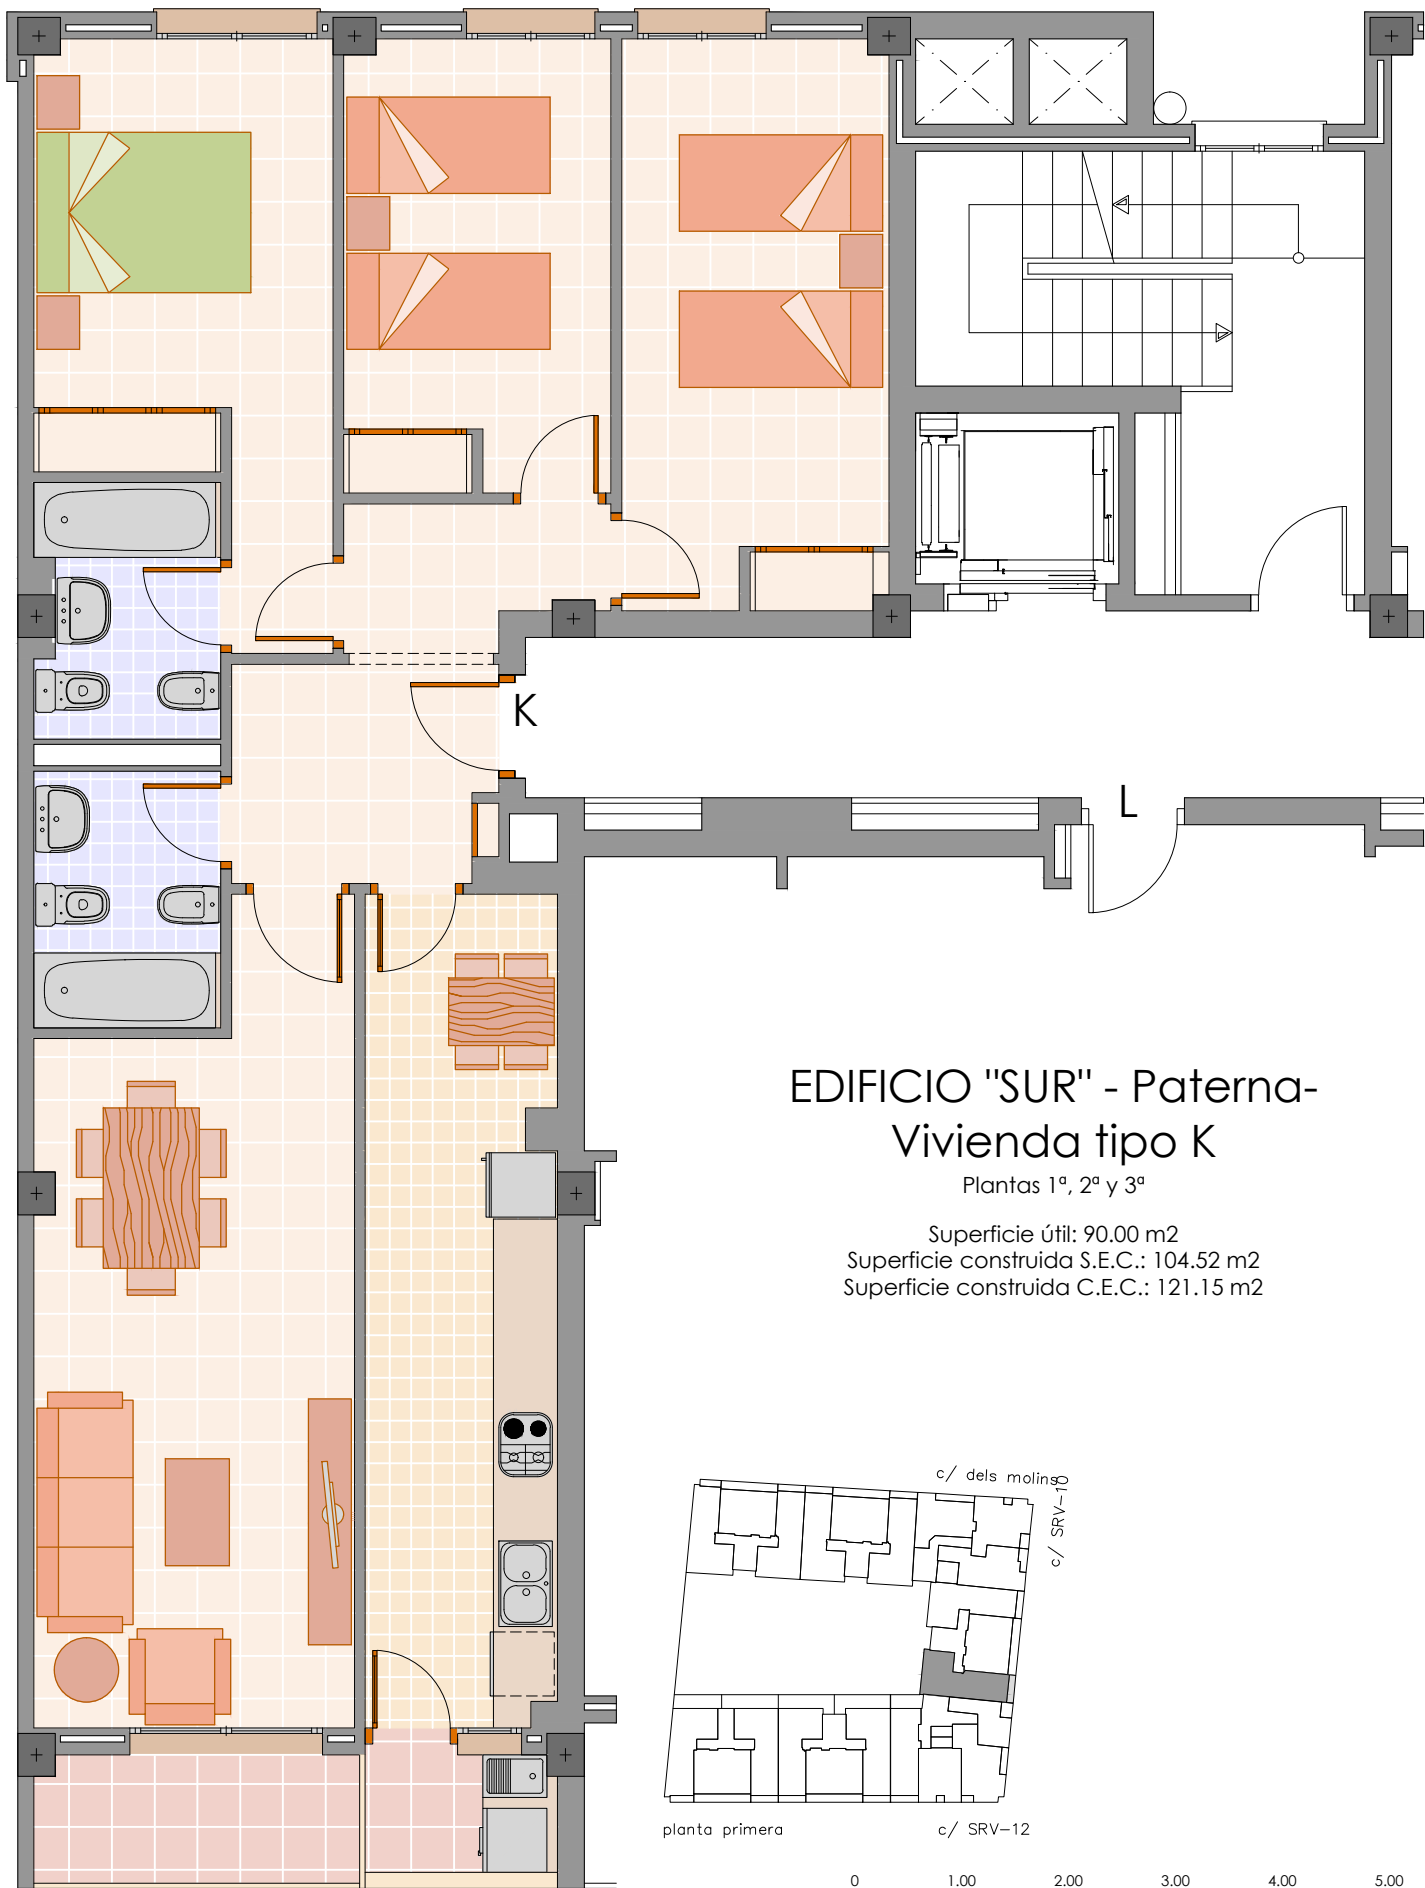 K
L
EDIFICIO "SUR" - Paterna-
Vivienda tipo K
Plantas 1ª, 2ª y 3ª
Superficie útil: 90.00 m2
Superficie construida S.E.C.: 104.52 m2
Superficie construida C.E.C.: 121.15 m2
c/ dels molins
c/ SRV-10
planta primera
c/ SRV-12
0 1.00 2.00 3.00 4.00 5.00